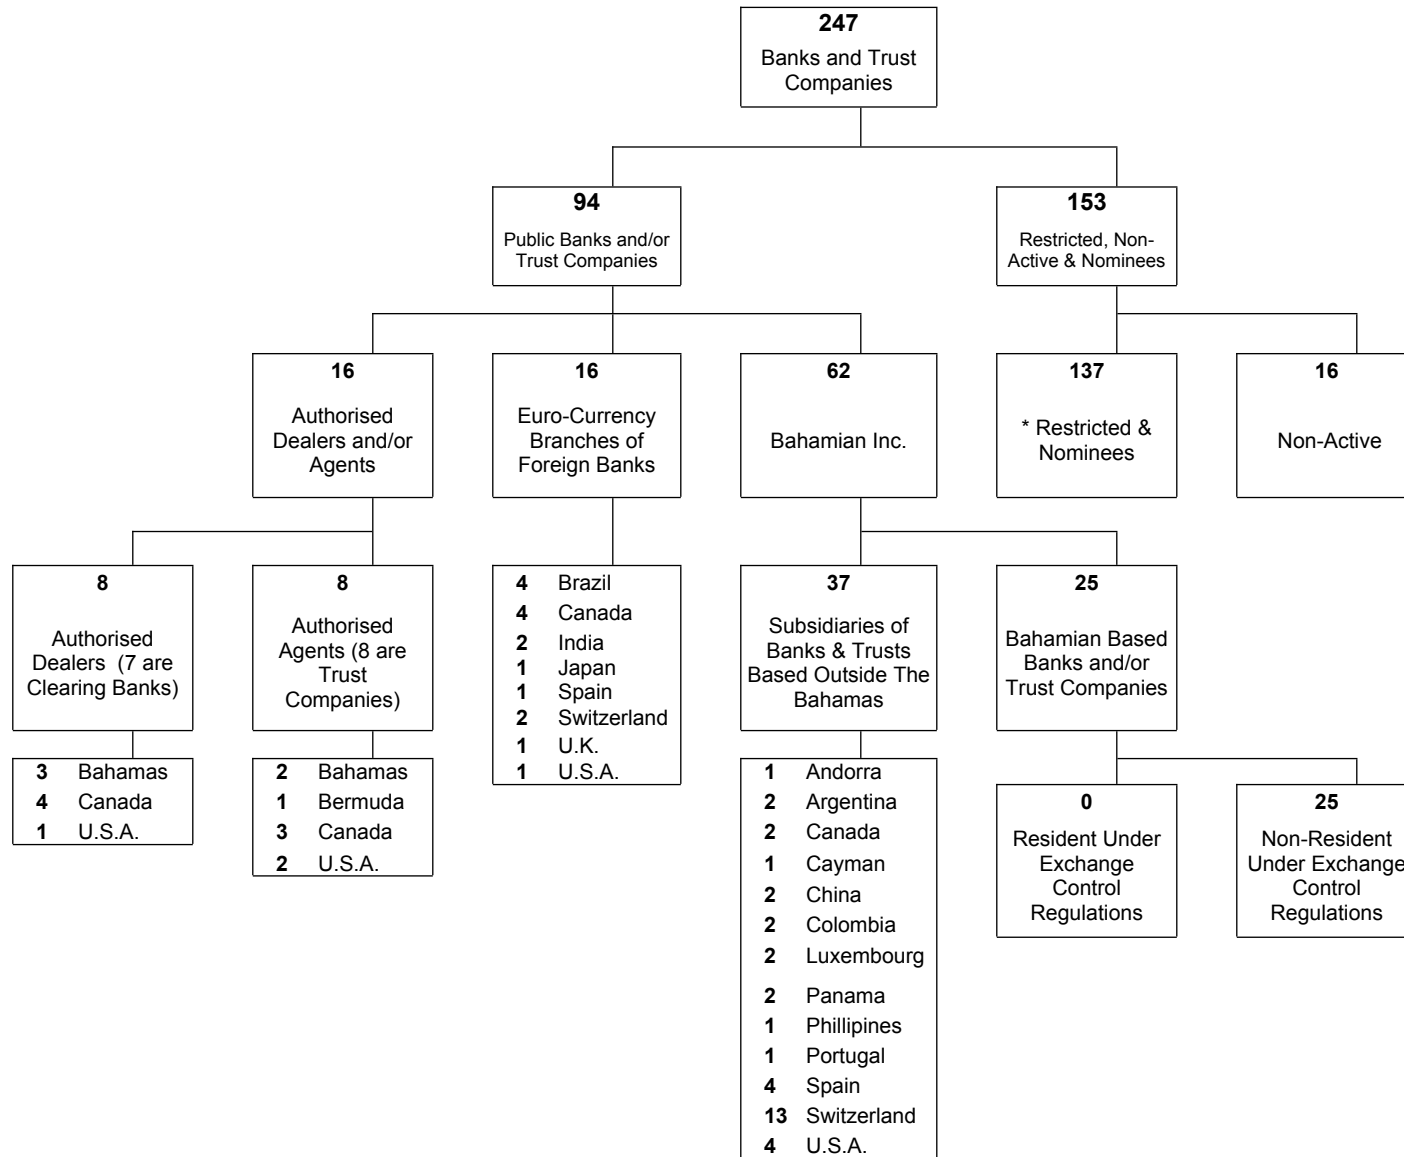 247
Banks and Trust
Companies
94
Public Banks and/or
Trust Companies
153
Restricted, Non-
Active & Nominees
16
Authorised
Dealers and/or
Agents
16
Euro-Currency
Branches of
Foreign Banks
62
Bahamian Inc.
137
* Restricted &
Nominees
16
Non-Active
8
Authorised
Dealers (7 are
Clearing Banks)
8
Authorised
Agents (8 are
Trust
Companies)
4 Brazil
4 Canada
2 India
1 Japan
1 Spain
2 Switzerland
1 U.K.
1 U.S.A.
37
Subsidiaries of
Banks & Trusts
Based Outside The
Bahamas
25
Bahamian Based
Banks and/or
Trust Companies
3 Bahamas
4 Canada
1 U.S.A.
2 Bahamas
1 Bermuda
3 Canada
2 U.S.A.
1 Andorra
2 Argentina
2 Canada
1 Cayman
2 China
2 Colombia
2 Luxembourg
2 Panama
1 Phillipines
1 Portugal
4 Spain
13 Switzerland
4 U.S.A.
0
Resident Under
Exchange
Control
Regulations
25
Non-Resident
Under Exchange
Control
Regulations